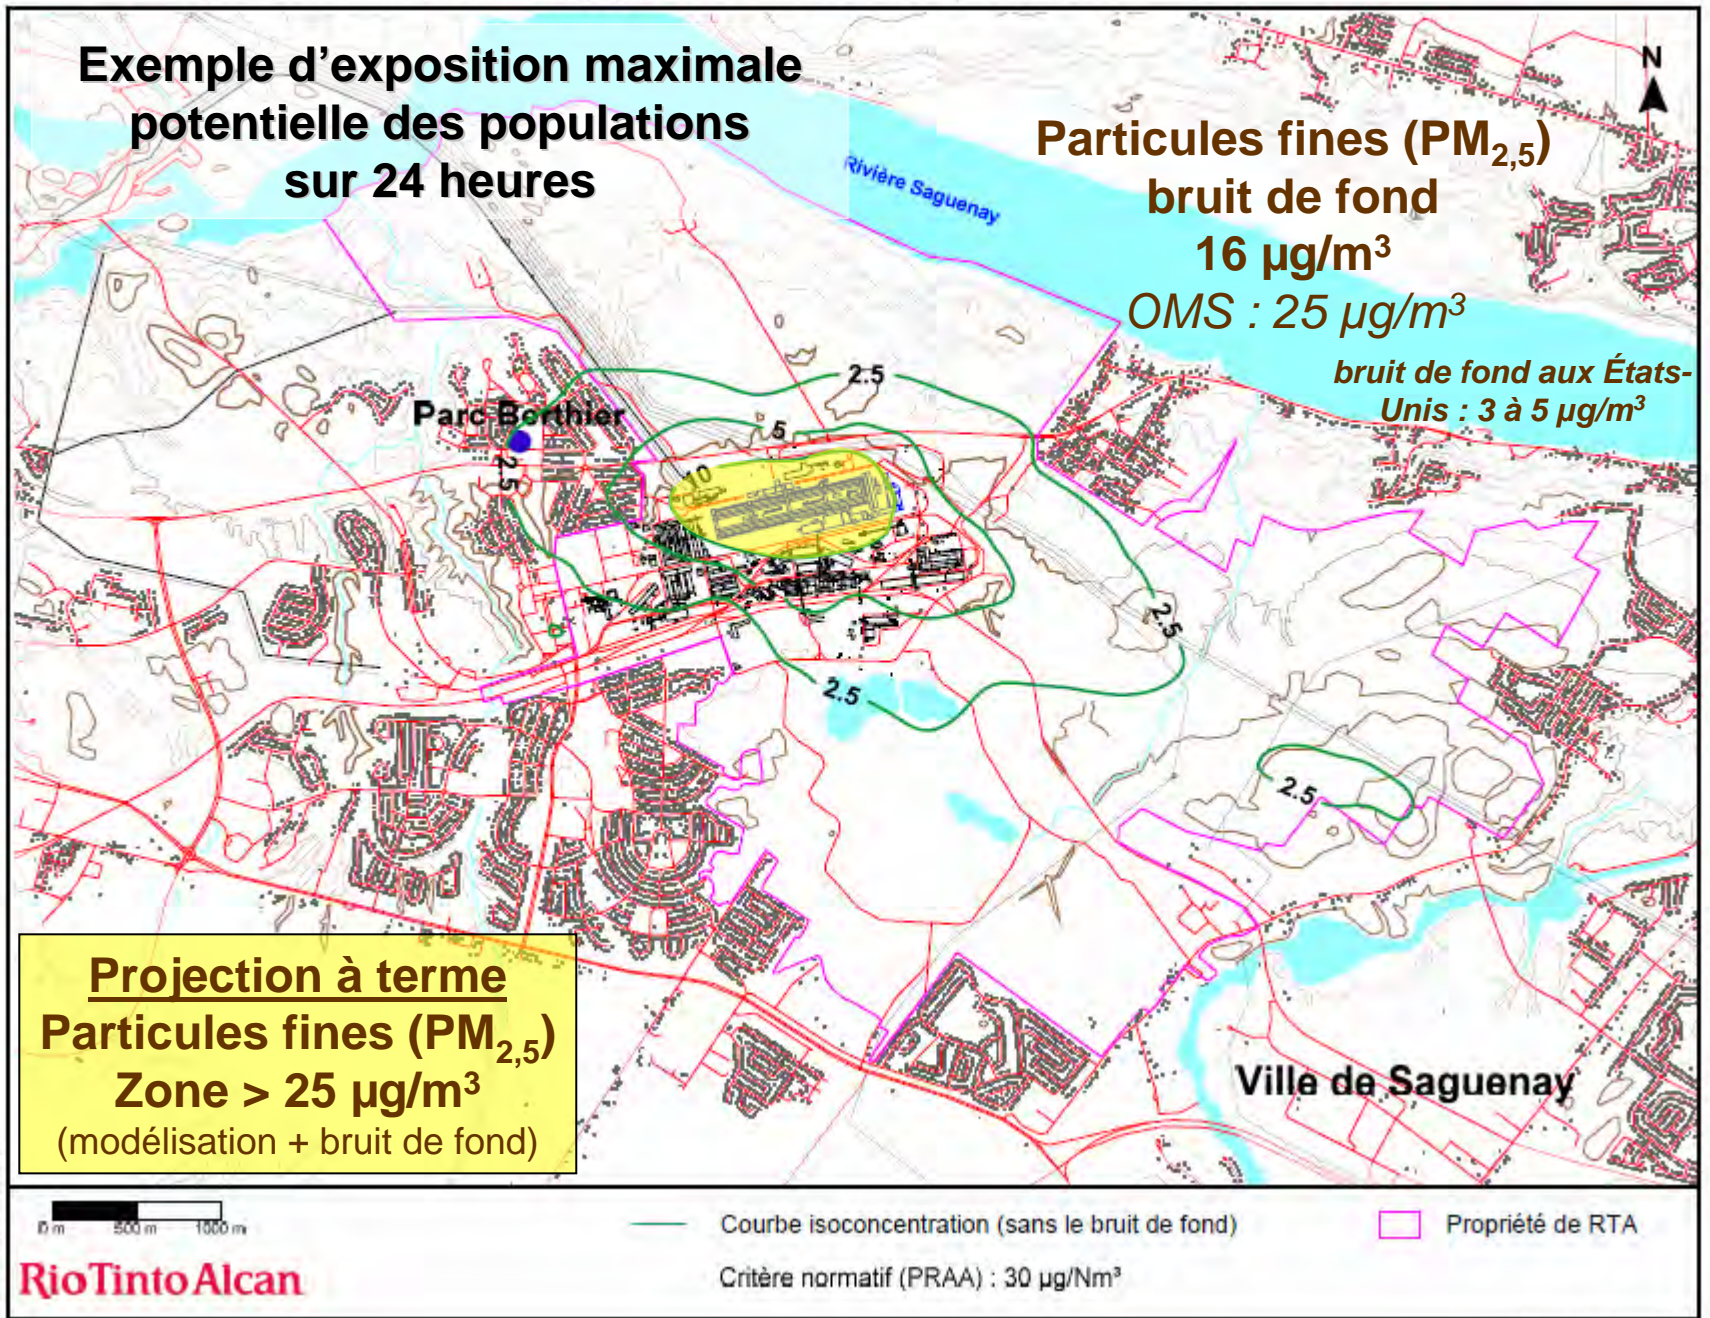 Exemple d’exposition maximale
potentielle des populations
sur 24 heures
N
Particules fines (PM2,5)
bruit de fond
16 µg/m³
OMS : 25 µg/m³
bruit de fond aux États-
Unis : 3 à 5 µg/m³
Rivière Saguenay
2.5
Parc Berthier
5
2.5
10
2.5
2.5
2.5
Projection à terme
Particules fines (PM2,5)
Zone > 25 µg/m³
(modélisation + bruit de fond)
Ville de Saguenay
0 m 500 m 1000 m
Courbe isoconcentration (sans le bruit de fond)
Propriété de RTA
RioTintoAlcan
Critère normatif (PRAA) : 30 µg/Nm³